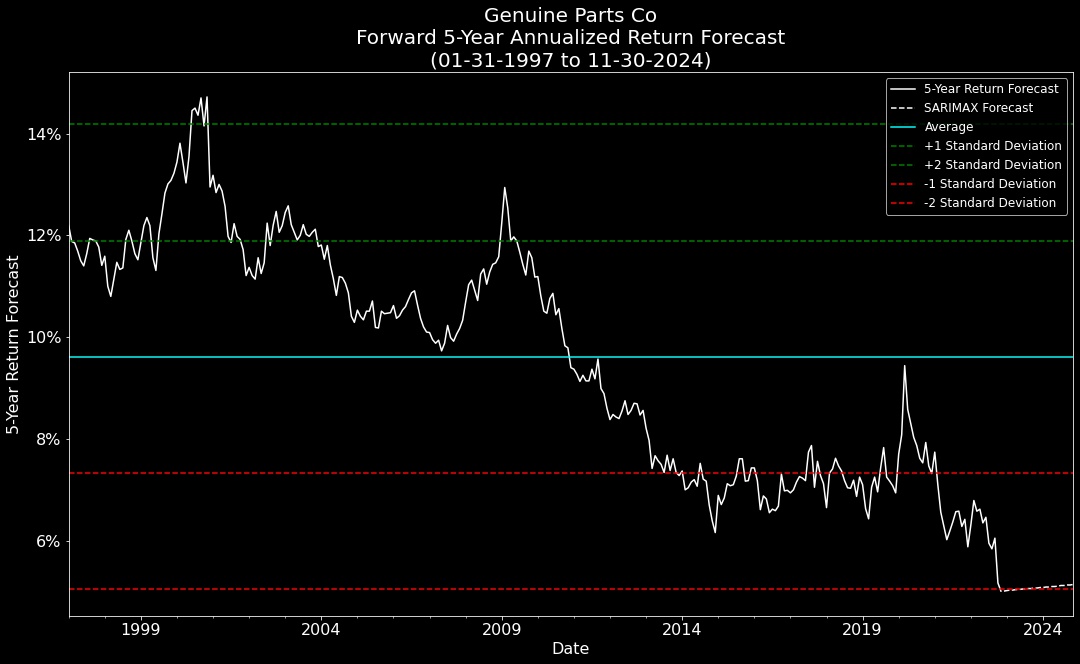 Genuine Parts Co
Forward 5-Year Annualized Return Forecast
(01-31-1997 to 11-30-2024)
5-Year Return Forecast
SARIMAX Forecast
Average
+1 Standard Deviation
+2 Standard Deviation
-1 Standard Deviation
-2 Standard Deviation
14%
12%
10%
8%
6%
5-Year Return Forecast
1999
2004
2009
2014
2019
2024
Date